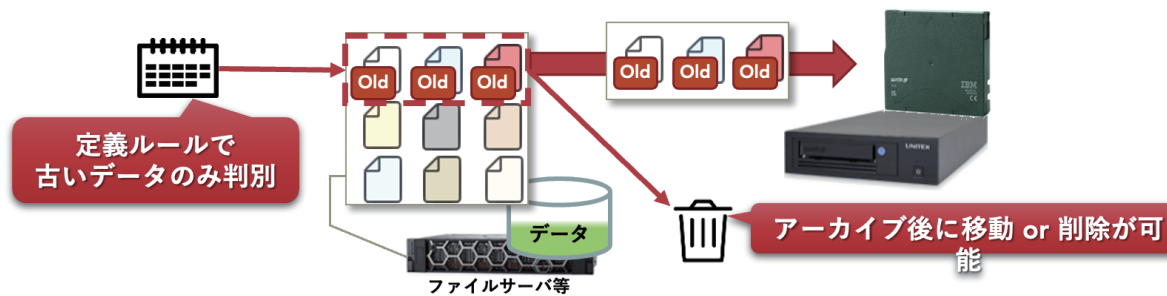 Old
Old
Old
Old
Old
Old
IBM
UNITEX
定義ルールで
古いデータのみ判別
データ
アーカイブ後に移動 or 削除が可
能
ファイルサーバ等